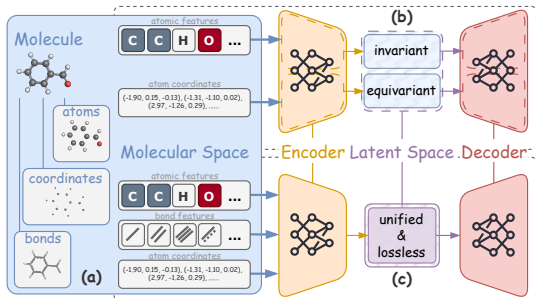 Molecule
atoms
coordinates
bonds
(a)
atomic features
C C H O ...
atom coordinates
(-1.90, 0.15, -0.13), (-1.31, -1.10, 0.02),
(2.97, -1.26, 0.29), ......
Molecular Space
atomic features
C C H O ...
bond features
...
atom coordinates
(-1.90, 0.15, -0.13), (-1.31, -1.10, 0.02),
(2.97, -1.26, 0.29), ......
(b)
invariant
equivariant
Encoder
Latent Space
Decoder
unified
&
lossless
(c)